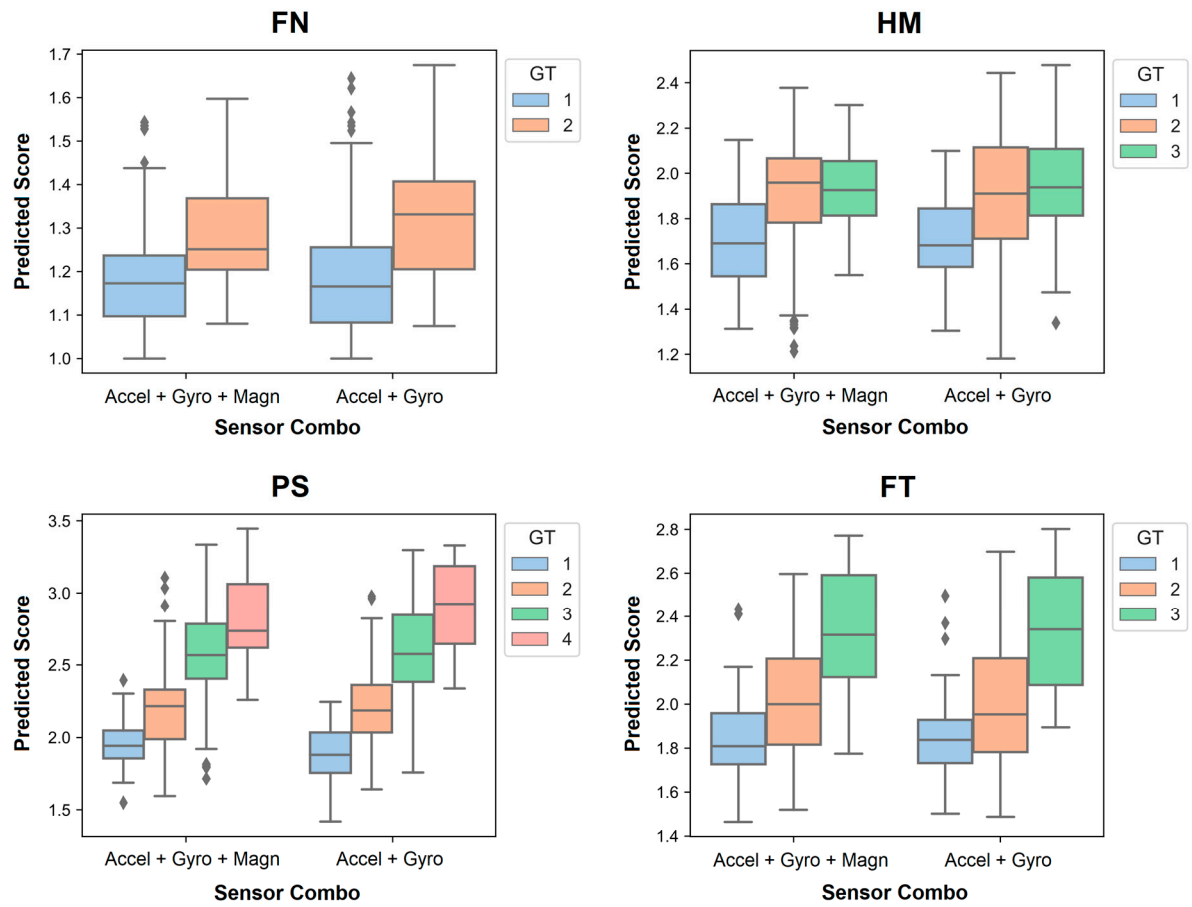 FN
1.7
1.6
1.5
1.4
1.3
1.2
1.1
1.0
Predicted Score
Accel + Gyro + Magn
Accel + Gyro
Sensor Combo
GT
1
2
HM
2.4
2.2
2.0
1.8
1.6
1.4
1.2
Predicted Score
Accel + Gyro + Magn
Accel + Gyro
Sensor Combo
GT
1
2
3
PS
3.5
3.0
2.5
2.0
1.5
Predicted Score
Accel + Gyro + Magn
Accel + Gyro
Sensor Combo
GT
1
2
3
4
FT
2.8
2.6
2.4
2.2
2.0
1.8
1.6
1.4
Predicted Score
Accel + Gyro + Magn
Accel + Gyro
Sensor Combo
GT
1
2
3